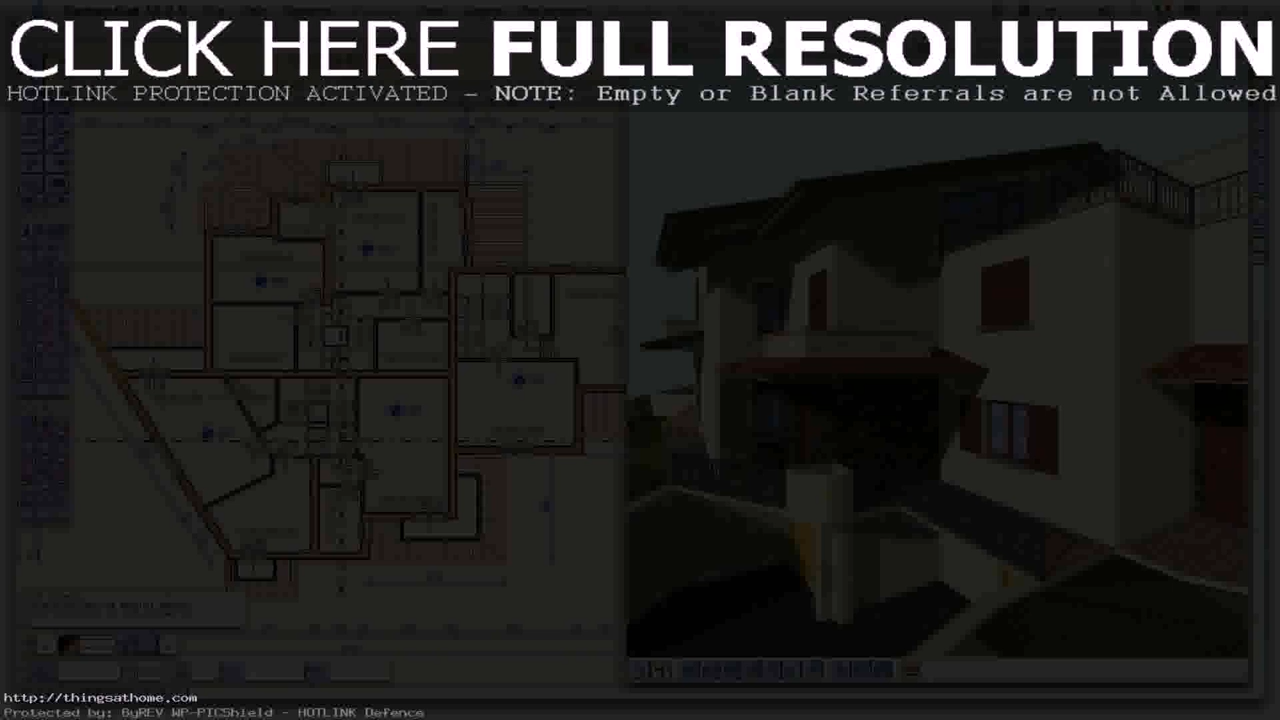 CLICK HERE FULL RESOLUTION
HOTLINK PROTECTION ACTIVATED - NOTE: Empty or Blank Referrals are not Allowed
http://thingsathome.com
Protected by: ByREV WP-PICShield - HOTLINK Defence